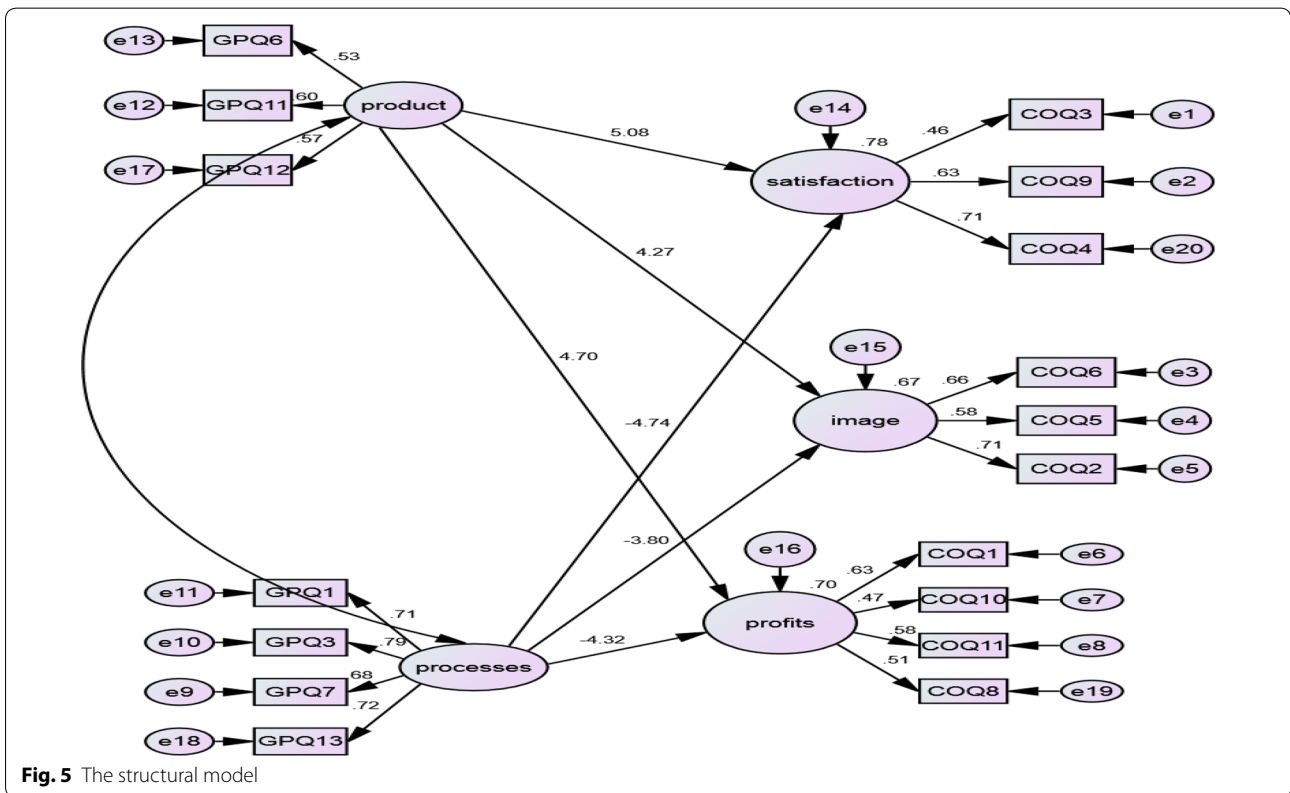 e13 GPQ6 .53
e12 GPQ11 .60 product
e17 GPQ12 .57
5.08
4.27
4.70
-4.74
-3.80
-4.32
e14
.78
satisfaction
.46 COQ3 e1
.63 COQ9 e2
.71 COQ4 e20
e15
.67
image
.66 COQ6 e3
.58 COQ5 e4
.71 COQ2 e5
e16
.70
profits
.63 COQ1 e6
.47 COQ10 e7
.58 COQ11 e8
.51 COQ8 e19
e11 GPQ1 .71
e10 GPQ3 .79
processes
e9 GPQ7 .68
e18 GPQ13 .72
Fig. 5 The structural model